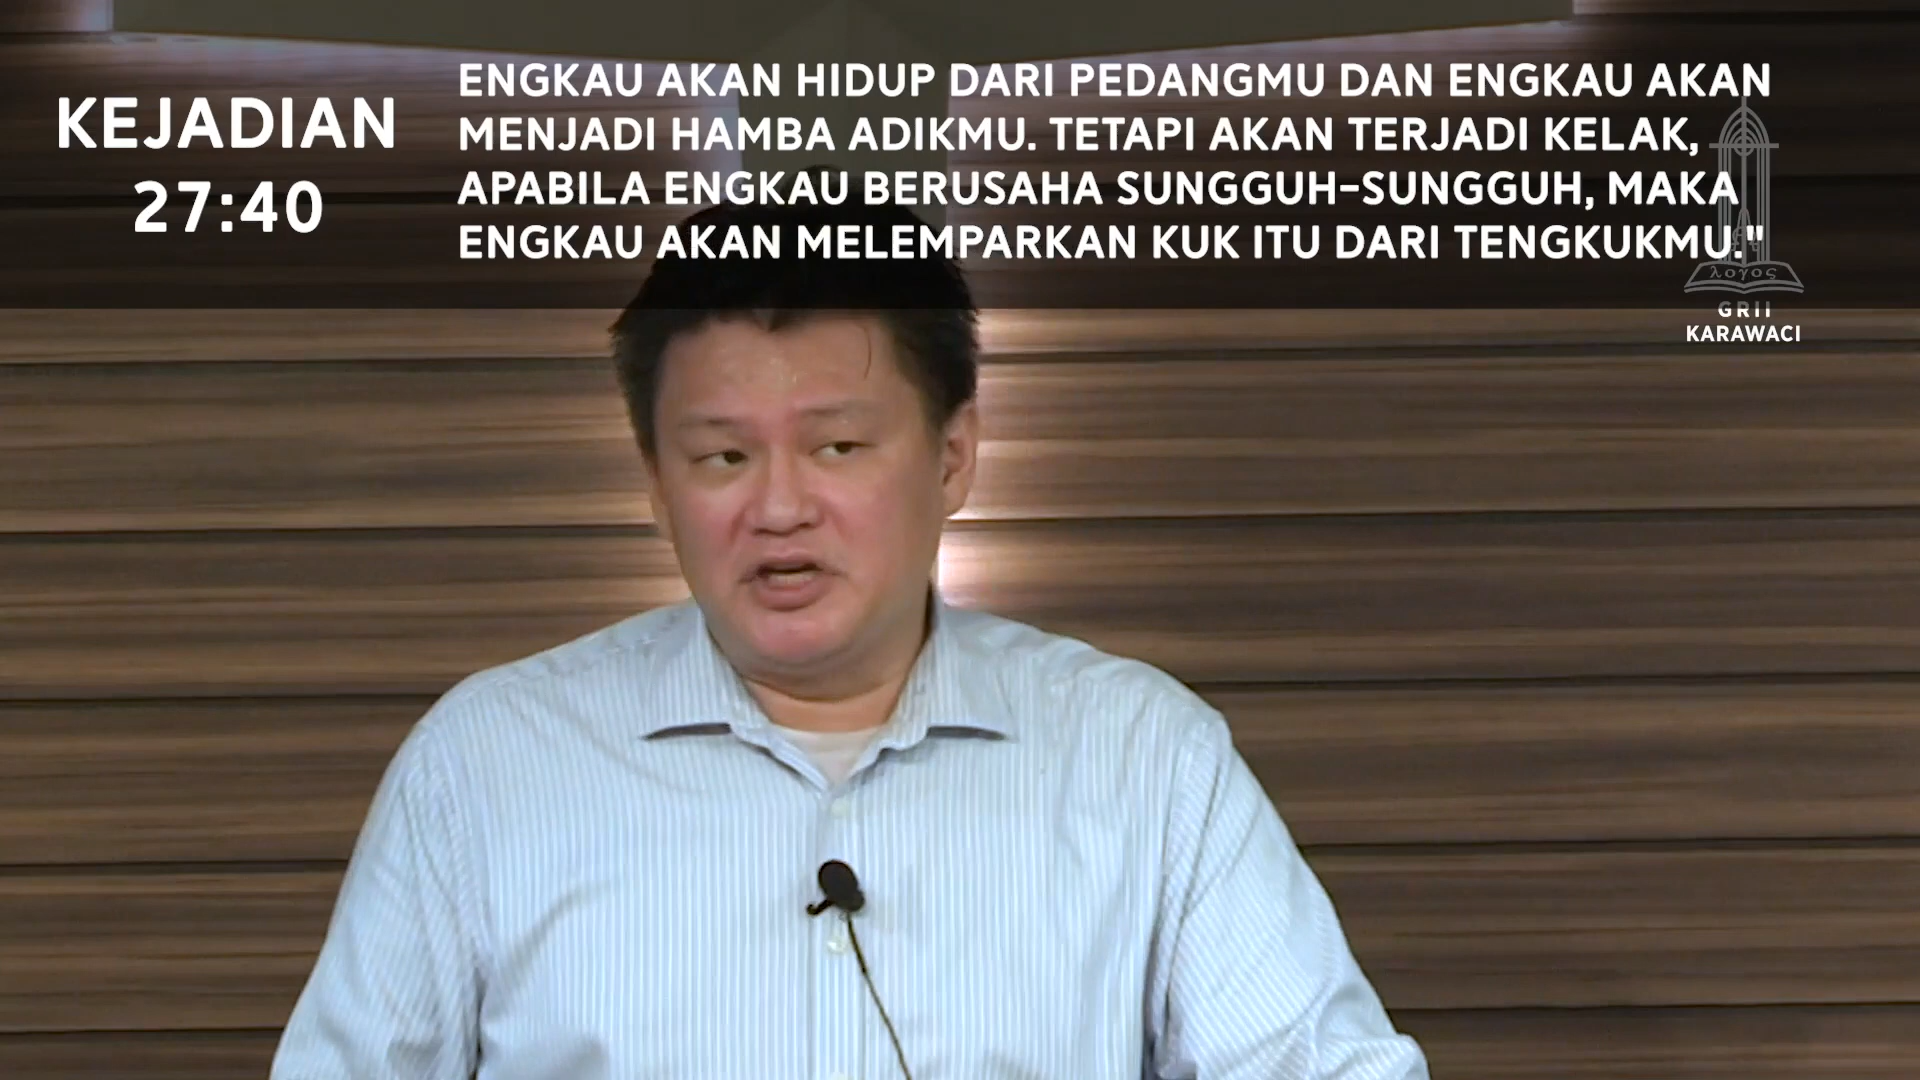 KEJADIAN
27:40
ENGKAU AKAN HIDUP DARI PEDANGMU DAN ENGKAU AKAN
MENJADI HAMBA ADIKMU. TETAPI AKAN TERJADI KELAK,
APABILA ENGKAU BERUSAHA SUNGGUH-SUNGGUH, MAKA
ENGKAU AKAN MELEMPARKAN KUK ITU DARI TENGKUKMU."
λογος
GRII
KARAWACI